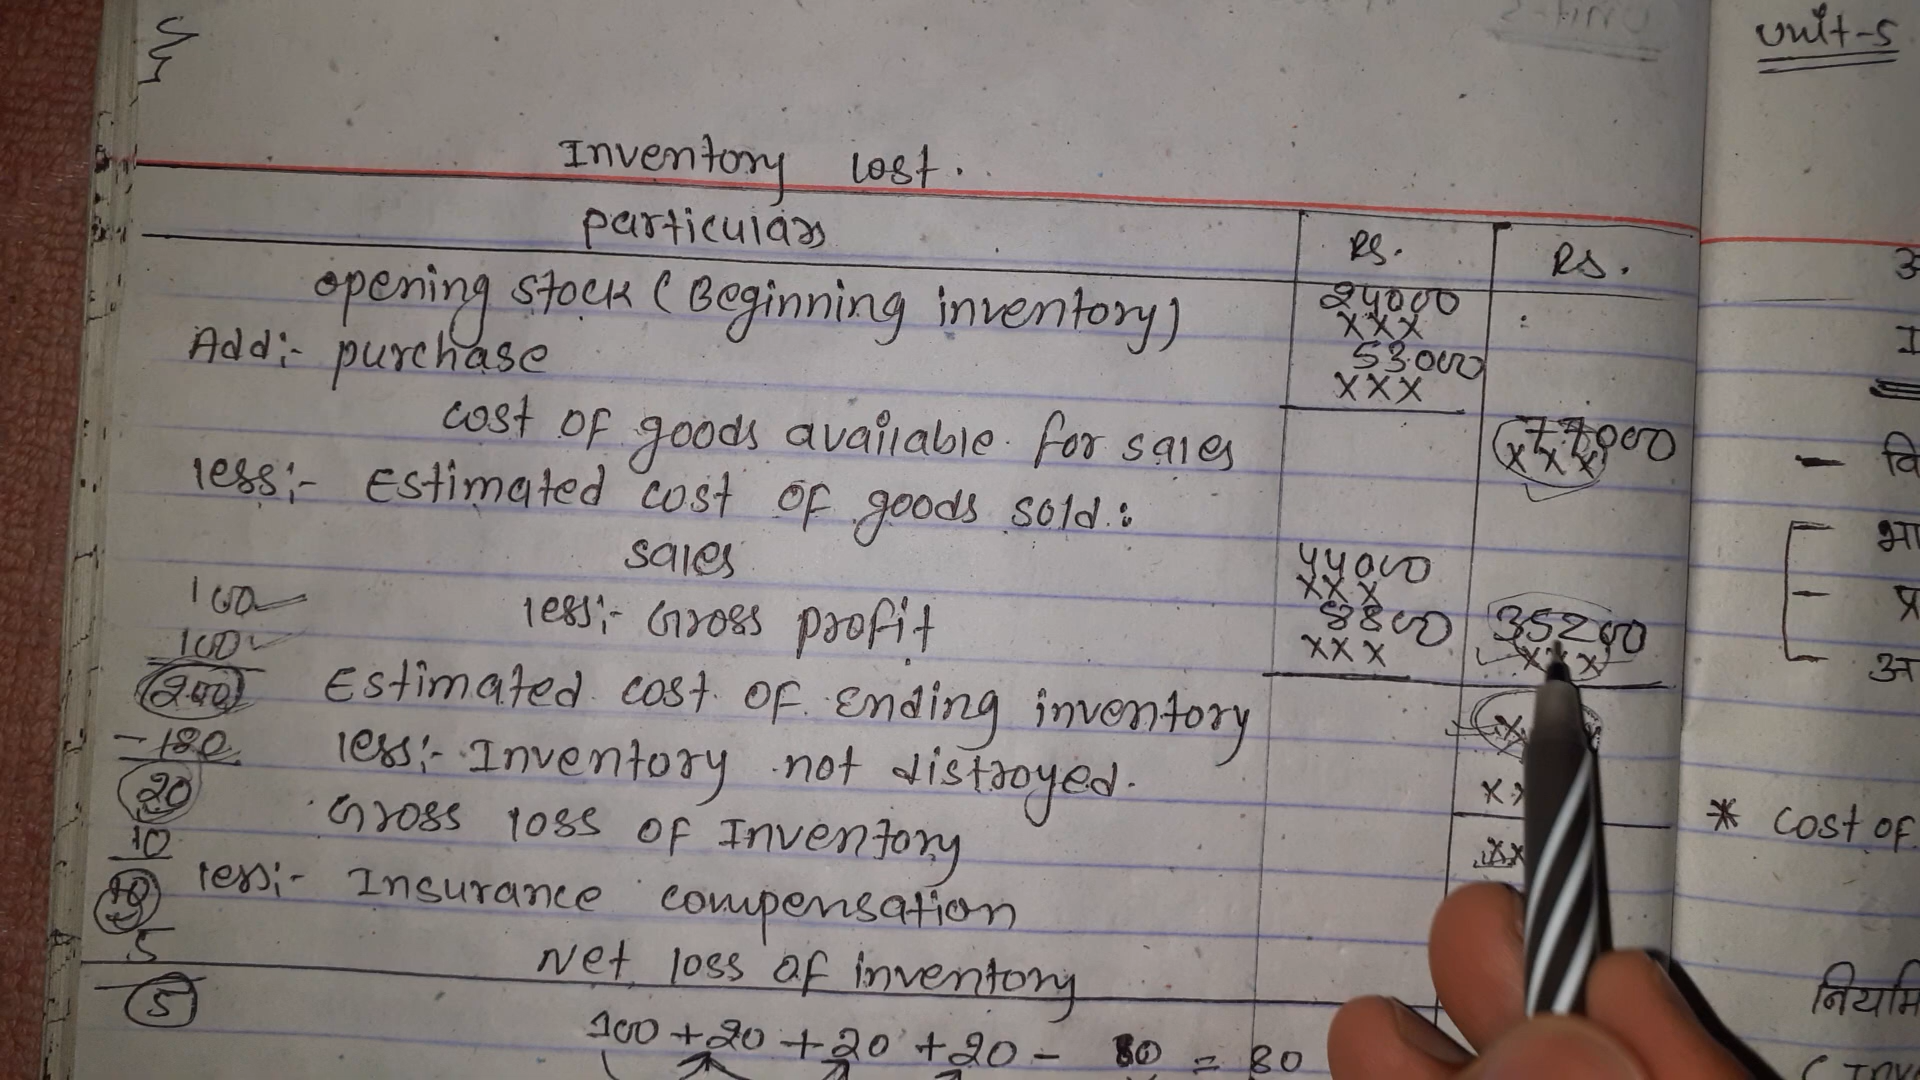 Unit-5
Inventory cost.
particulars Rs. Rs.
opening stock (Beginning inventory) 24000
xxx
Add:- purchase 53000
xxx
cost of goods available for sales 77000
xxx
less:- Estimated cost of goods sold:
sales 44000
xxx
100 less:- Gross profit 8800 35200
100 xxx xxx
200 Estimated cost of Ending inventory
-180 less:- Inventory not distroyed.
20 Gross loss of Inventory
10
less:- Insurance compensation
5 Net loss of inventory
5
100 + 20 + 20 + 20 - 80 = 80
I
वि
भा
प्र
अ
* cost of
नियमि